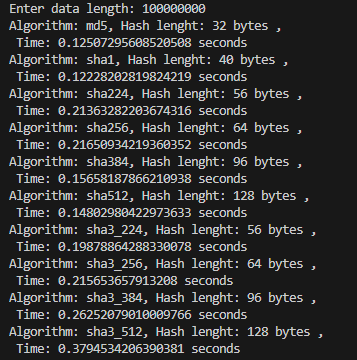 Enter data length: 100000000
Algorithm: md5, Hash lenght: 32 bytes ,
Time: 0.12507295608520508 seconds
Algorithm: sha1, Hash lenght: 40 bytes ,
Time: 0.12228202819824219 seconds
Algorithm: sha224, Hash lenght: 56 bytes ,
Time: 0.21363282203674316 seconds
Algorithm: sha256, Hash lenght: 64 bytes ,
Time: 0.21650934219360352 seconds
Algorithm: sha384, Hash lenght: 96 bytes ,
Time: 0.15658187866210938 seconds
Algorithm: sha512, Hash lenght: 128 bytes ,
Time: 0.14802980422973633 seconds
Algorithm: sha3_224, Hash lenght: 56 bytes ,
Time: 0.19878864288330078 seconds
Algorithm: sha3_256, Hash lenght: 64 bytes ,
Time: 0.215653657913208 seconds
Algorithm: sha3_384, Hash lenght: 96 bytes ,
Time: 0.26252079010009766 seconds
Algorithm: sha3_512, Hash lenght: 128 bytes ,
Time: 0.3794534206390381 seconds